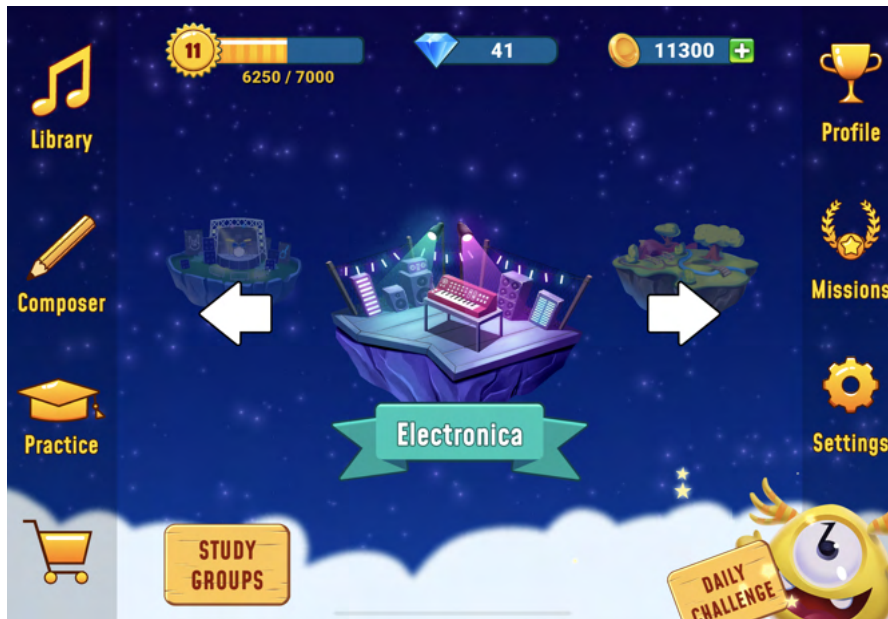 11
6250 / 7000
41
11300
Library
Profile
Composer
Missions
Practice
Settings
Electronica
STUDY
GROUPS
DAILY
CHALLENGE